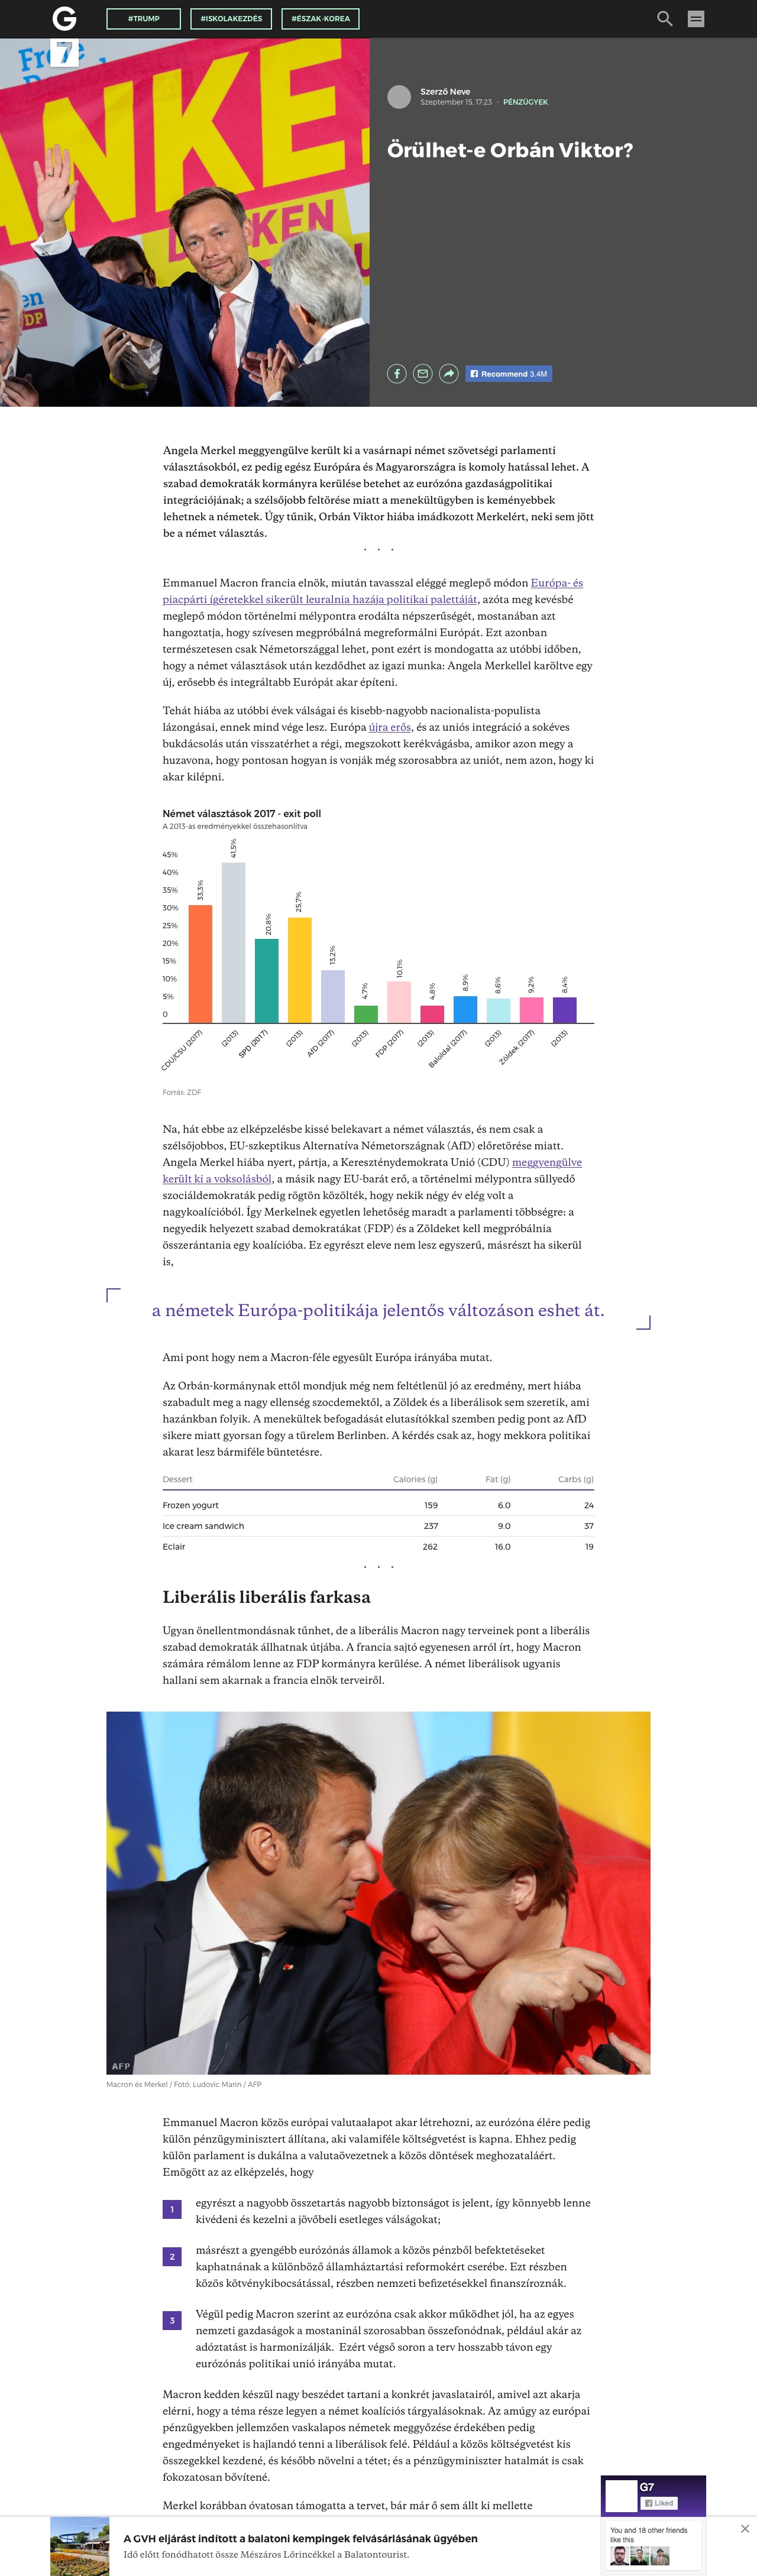 G
7
#TRUMP
#ISKOLAKEZDÉS
#ÉSZAK-KOREA
ANKE.
DENKEN
Szerző Neve
Szeptember 15. 17:23 · PÉNZÜGYEK
Örülhet-e Orbán Viktor?
Recommend 3.4M
Angela Merkel meggyengülve került ki a vasárnapi német szövetségi parlamenti
választásokból, ez pedig egész Európára és Magyarországra is komoly hatással lehet. A
szabad demokraták kormányra kerülése betehet az eurózóna gazdaságpolitikai
integrációjának; a szélsőjobb feltörése miatt a menekültügyben is keményebbek
lehetnek a németek. Úgy tűnik, Orbán Viktor hiába imádkozott Merkelért, neki sem jött
be a német választás.
. . .
Emmanuel Macron francia elnök, miután tavasszal eléggé meglepő módon Európa- és
piacpárti ígéretekkel sikerült leuralnia hazája politikai palettáját, azóta meg kevésbé
meglepő módon történelmi mélypontra erodálta népszerűségét, mostanában azt
hangoztatja, hogy szívesen megpróbálná megreformálni Európát. Ezt azonban
természetesen csak Németországgal lehet, pont ezért is mondogatta az utóbbi időben,
hogy a német választások után kezdődhet az igazi munka: Angela Merkellel karöltve egy
új, erősebb és integráltabb Európát akar építeni.
Tehát hiába az utóbbi évek válságai és kisebb-nagyobb nacionalista-populista
lázongásai, ennek mind vége lesz. Európa újra erős, és az uniós integráció a sokéves
bukdácsolás után visszatérhet a régi, megszokott kerékvágásba, amikor azon megy a
huzavona, hogy pontosan hogyan is vonják még szorosabbra az uniót, nem azon, hogy ki
akar kilépni.
Német választások 2017 - exit poll
A 2013-as eredményekkel összehasonlítva
45%
40%
35%
30%
25%
20%
15%
10%
5%
0
33,3%
41,5%
20,8%
25,7%
13,2%
4,7%
10,1%
4,8%
8,9%
8,6%
9,2%
8,4%
CDU/CSU (2017)
(2013)
SPD (2017)
(2013)
AfD (2017)
(2013)
FDP (2017)
(2013)
Baloldal (2017)
(2013)
Zöldek (2017)
(2013)
Forrás: ZDF
Na, hát ebbe az elképzelésbe kissé belekavart a német választás, és nem csak a
szélsőjobbos, EU-szkeptikus Alternatíva Németországnak (AfD) előretörése miatt.
Angela Merkel hiába nyert, pártja, a Kereszténydemokrata Unió (CDU) meggyengülve
került ki a voksolásból, a másik nagy EU-barát erő, a történelmi mélypontra süllyedő
szociáldemokraták pedig rögtön közölték, hogy nekik négy év elég volt a
nagykoalícióból. Így Merkelnek egyetlen lehetőség maradt a parlamenti többségre: a
negyedik helyezett szabad demokratákat (FDP) és a Zöldeket kell megpróbálnia
összerántania egy koalícióba. Ez egyrészt eleve nem lesz egyszerű, másrészt ha sikerül
is,
a németek Európa-politikája jelentős változáson eshet át.
Ami pont hogy nem a Macron-féle egyesült Európa irányába mutat.
Az Orbán-kormánynak ettől mondjuk még nem feltétlenül jó az eredmény, mert hiába
szabadult meg a nagy ellenség szocdemektől, a Zöldek és a liberálisok sem szeretik, ami
hazánkban folyik. A menekültek befogadását elutasítókkal szemben pedig pont az AfD
sikere miatt gyorsan fogy a türelem Berlinben. A kérdés csak az, hogy mekkora politikai
akarat lesz bármiféle büntetésre.
Dessert Calories (g) Fat (g) Carbs (g)
Frozen yogurt 159 6.0 24
Ice cream sandwich 237 9.0 37
Eclair 262 16.0 19
. . .
Liberális liberális farkasa
Ugyan önellentmondásnak tűnhet, de a liberális Macron nagy terveinek pont a liberális
szabad demokraták állhatnak útjába. A francia sajtó egyenesen arról írt, hogy Macron
számára rémálom lenne az FDP kormányra kerülése. A német liberálisok ugyanis
hallani sem akarnak a francia elnök terveiről.
AFP
Macron és Merkel / Fotó: Ludovic Marin / AFP
Emmanuel Macron közös európai valutaalapot akar létrehozni, az eurózóna élére pedig
külön pénzügyminisztert állítana, aki valamiféle költségvetést is kapna. Ehhez pedig
külön parlament is dukálna a valutaövezetnek a közös döntések meghozataláért.
Emögött az az elképzelés, hogy
1 egyrészt a nagyobb összetartás nagyobb biztonságot is jelent, így könnyebb lenne
kivédeni és kezelni a jövőbeli esetleges válságokat;
2 másrészt a gyengébb eurózónás államok a közös pénzből befektetéseket
kaphatnának a különböző államháztartási reformokért cserébe. Ezt részben
közös kötvénykibocsátással, részben nemzeti befizetésekkel finanszíroznák.
3 Végül pedig Macron szerint az eurózóna csak akkor működhet jól, ha az egyes
nemzeti gazdaságok a mostaninál szorosabban összefonódnak, például akár az
adóztatást is harmonizálják. Ezért végső soron a terv hosszabb távon egy
eurózónás politikai unió irányába mutat.
Macron kedden készül nagy beszédet tartani a konkrét javaslatairól, amivel azt akarja
elérni, hogy a téma része legyen a német koalíciós tárgyalásoknak. Az amúgy az európai
pénzügyekben jellemzően vaskalapos németek meggyőzése érdekében pedig
engedményeket is hajlandó tenni a liberálisok felé. Például a közös költségvetést kis
összegekkel kezdené, és később növelni a tétet; és a pénzügyminiszter hatalmát is csak
fokozatosan bővítené.
Merkel korábban óvatosan támogatta a tervet, bár már ő sem állt ki mellette
G7
Liked
You and 18 other friends
like this
A GVH eljárást indított a balatoni kempingek felvásárlásának ügyében
Idő előtt fonódhatott össze Mészáros Lőrincékkel a Balatontourist.